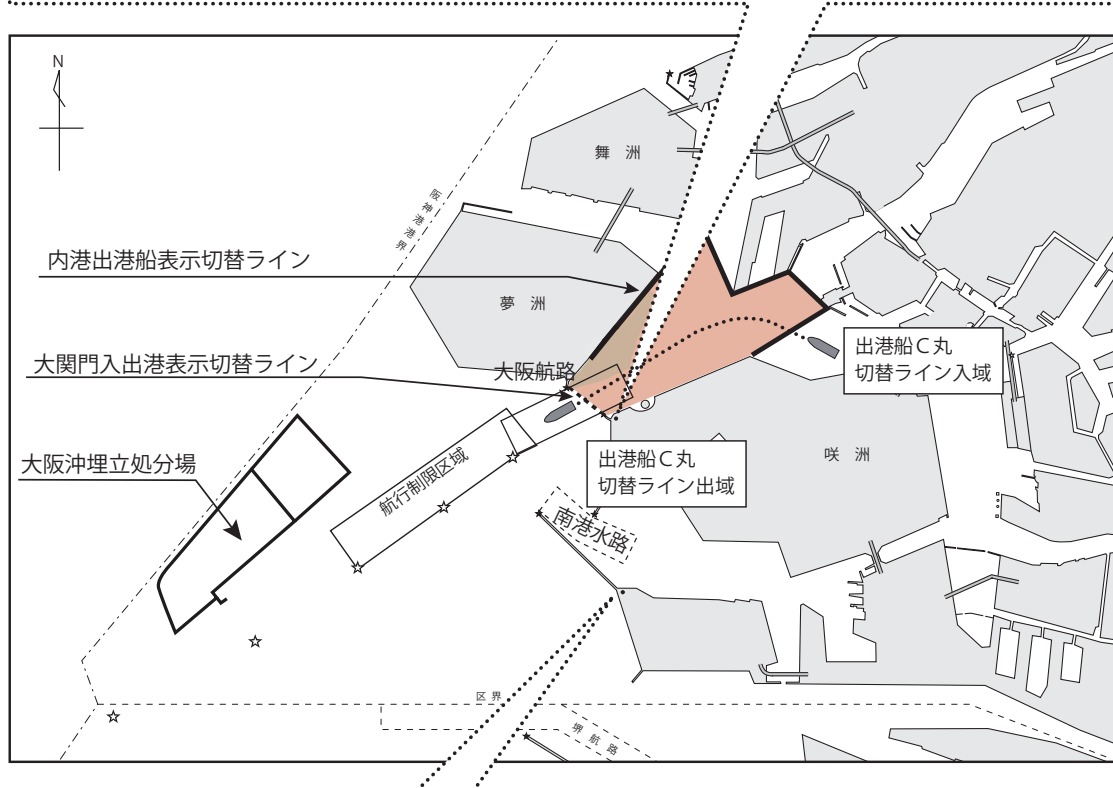 N
舞 洲
阪神港港界
内港出港船表示切替ライン
夢 洲
大関門入出港表示切替ライン
大阪航路
出港船C丸
切替ライン入域
大阪沖埋立処分場
航行制限区域
出港船C丸
切替ライン出域
咲 洲
南港水路
区 界
堺 航 路